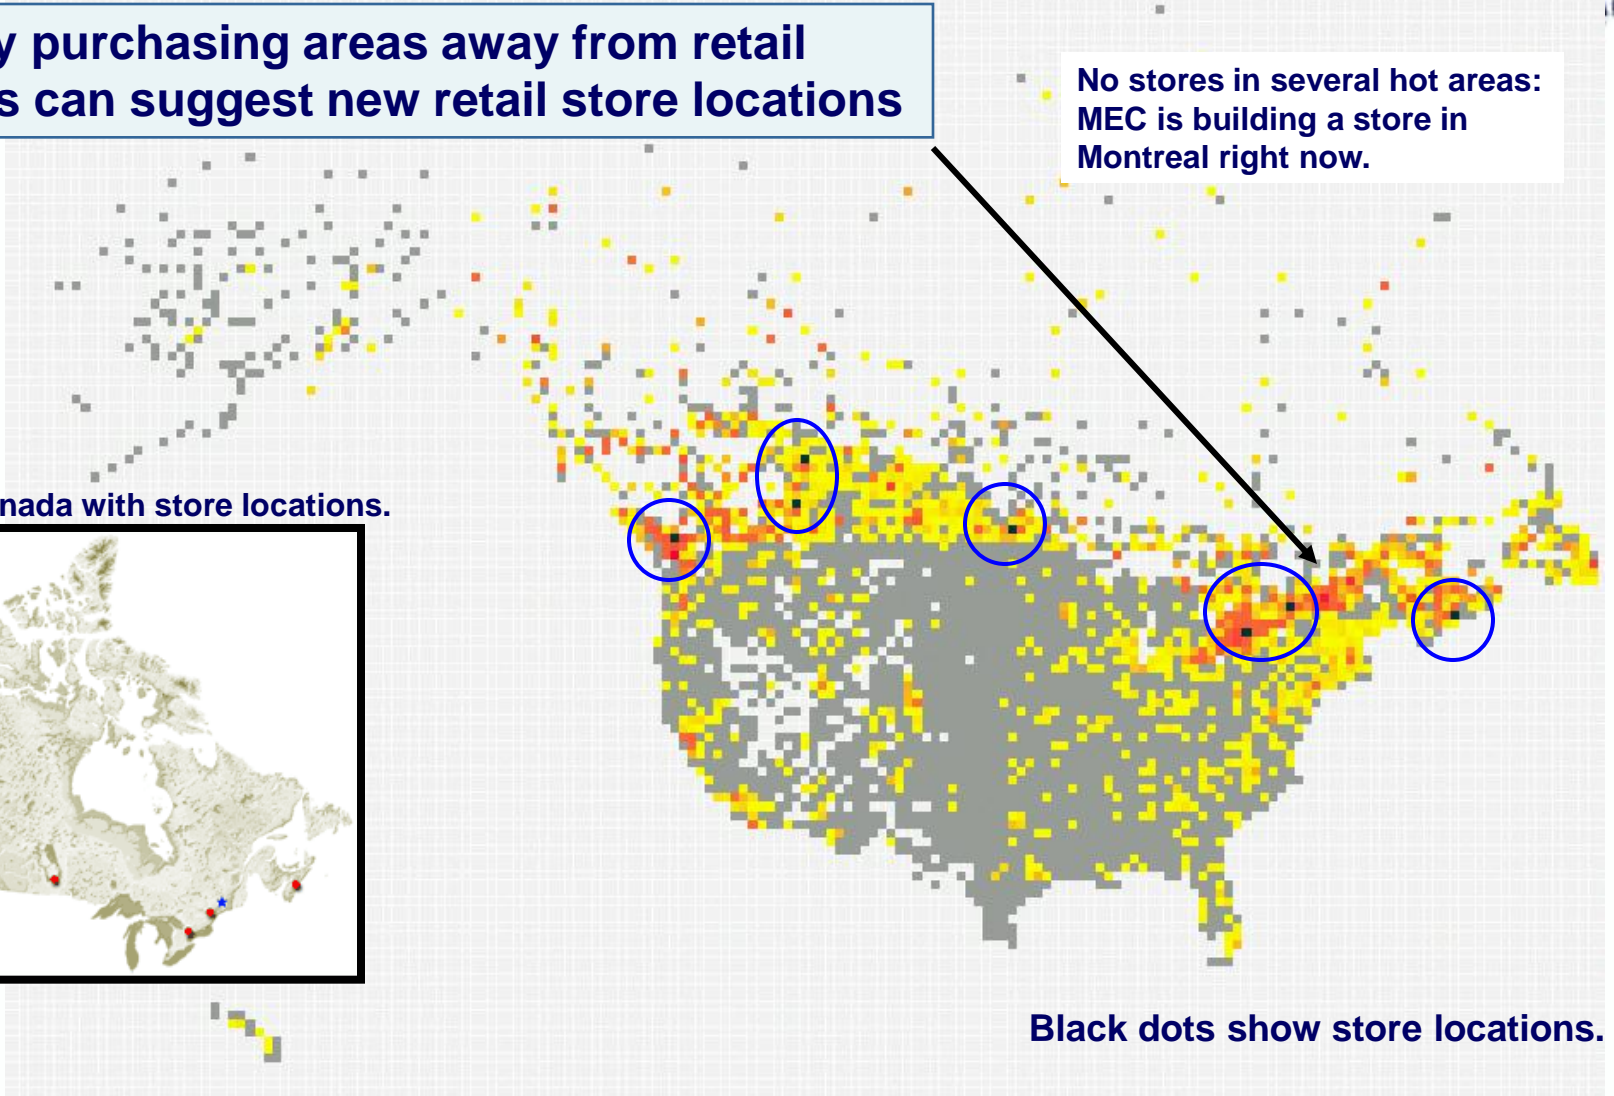 y purchasing areas away from retail
s can suggest new retail store locations
No stores in several hot areas:
MEC is building a store in
Montreal right now.
nada with store locations.
Black dots show store locations.